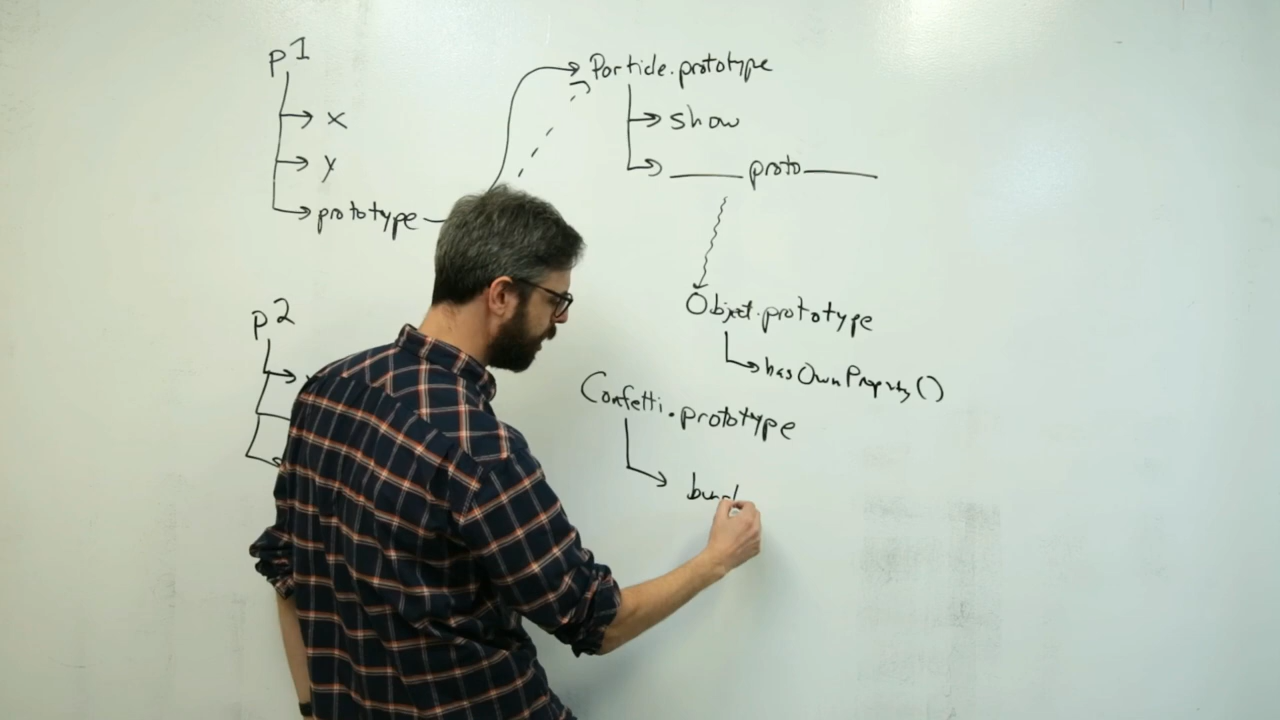 p1
x
y
prototype
Particle.prototype
show
__proto__
Object.prototype
hasOwnProperty()
p2
Confetti.prototype